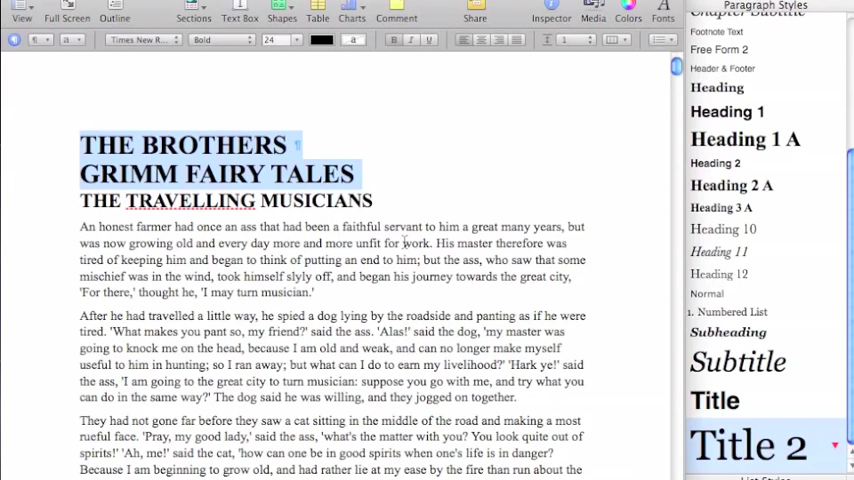 Paragraph Styles
View
Full Screen
Outline
Sections
Text Box
Shapes
Table
Charts
Comment
Share
Inspector
Media
Colors
Fonts
¶
a
Times New R...
Bold
24
a
B I U
1
THE BROTHERS ¶
GRIMM FAIRY TALES
THE TRAVELLING MUSICIANS
An honest farmer had once an ass that had been a faithful servant to him a great many years, but
was now growing old and every day more and more unfit for work. His master therefore was
tired of keeping him and began to think of putting an end to him; but the ass, who saw that some
mischief was in the wind, took himself slyly off, and began his journey towards the great city,
'For there,' thought he, 'I may turn musician.'
After he had travelled a little way, he spied a dog lying by the roadside and panting as if he were
tired. 'What makes you pant so, my friend?' said the ass. 'Alas!' said the dog, 'my master was
going to knock me on the head, because I am old and weak, and can no longer make myself
useful to him in hunting; so I ran away; but what can I do to earn my livelihood?' 'Hark ye!' said
the ass, 'I am going to the great city to turn musician: suppose you go with me, and try what you
can do in the same way?' The dog said he was willing, and they jogged on together.
They had not gone far before they saw a cat sitting in the middle of the road and making a most
rueful face. 'Pray, my good lady,' said the ass, 'what's the matter with you? You look quite out of
spirits!' 'Ah, me!' said the cat, 'how can one be in good spirits when one's life is in danger?
Because I am beginning to grow old, and had rather lie at my ease by the fire than run about the
Chapter Subtitle
Footnote Text
Free Form 2
Header & Footer
Heading
Heading 1
Heading 1 A
Heading 2
Heading 2 A
Heading 3 A
Heading 10
Heading 11
Heading 12
Normal
1. Numbered List
Subheading
Subtitle
Title
Title 2
List Styles